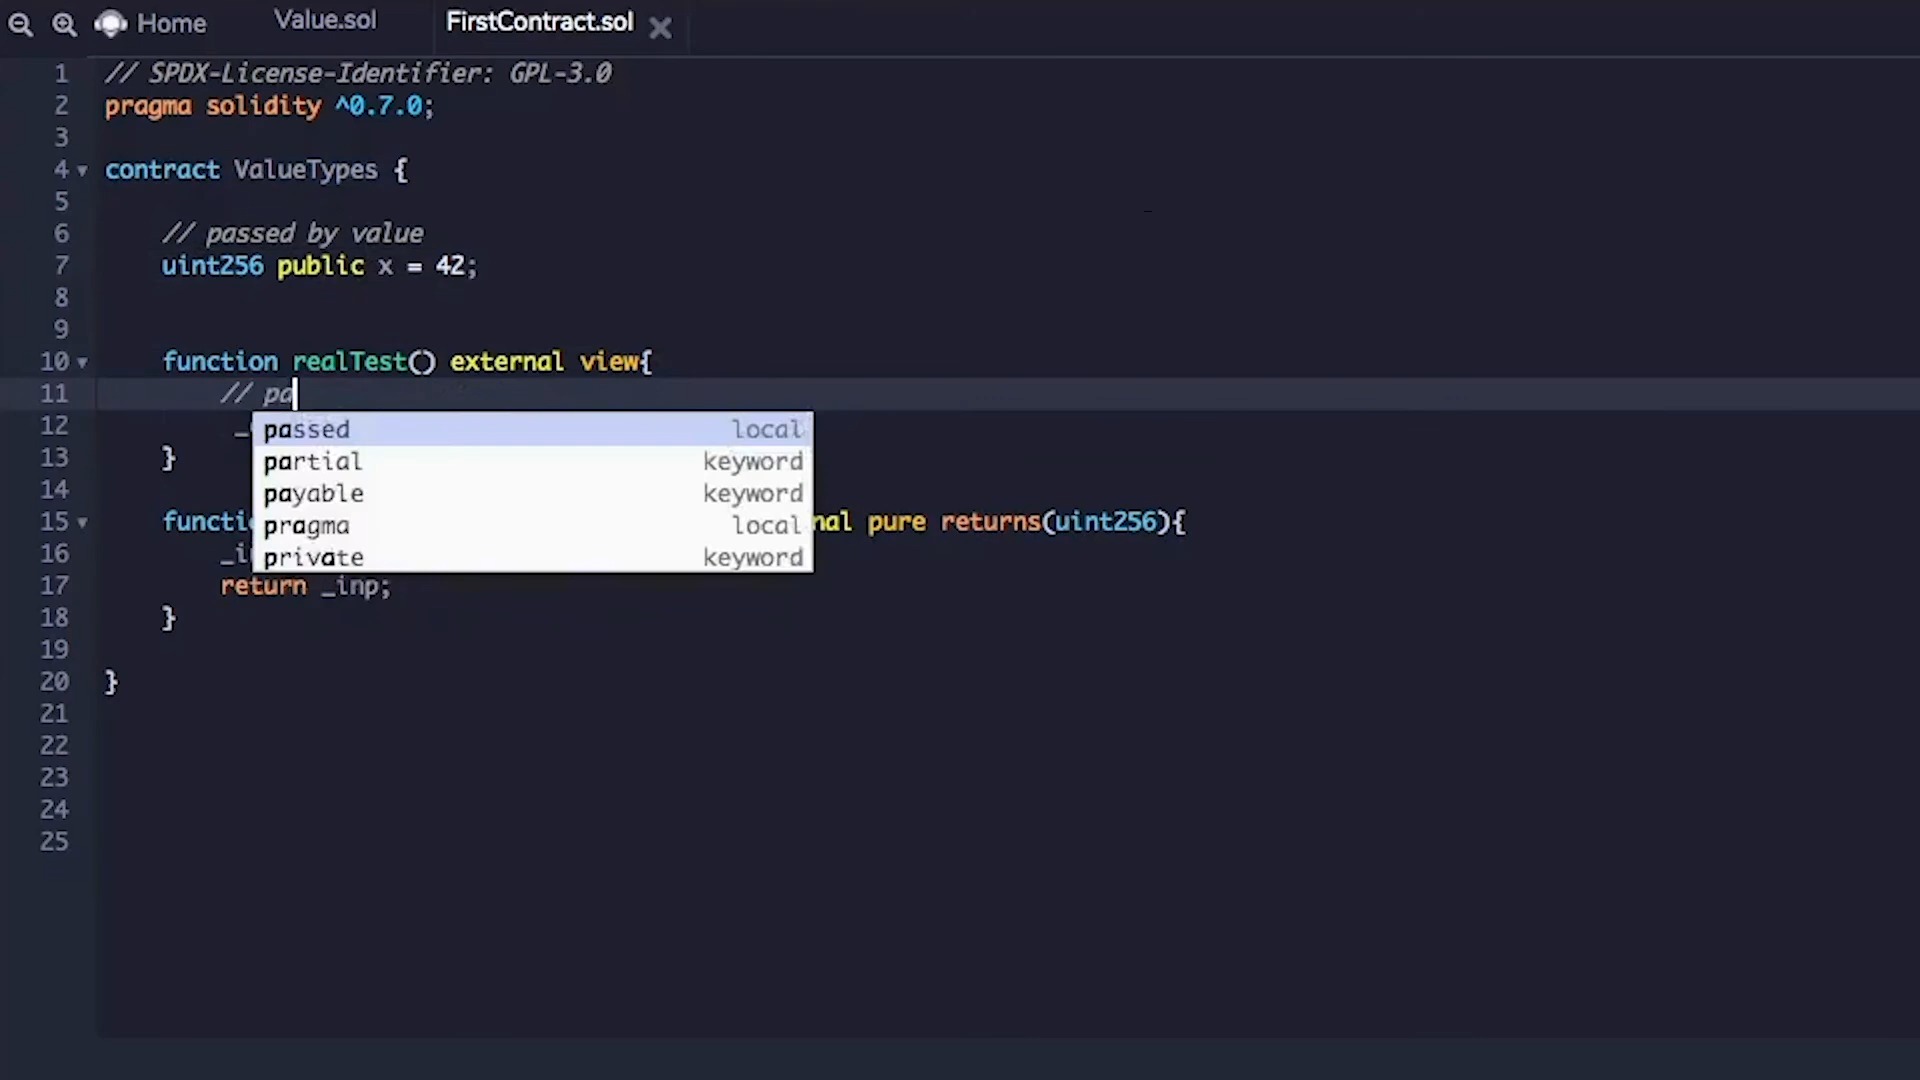 Home Value.sol FirstContract.sol
1 // SPDX-License-Identifier: GPL-3.0
2 pragma solidity ^0.7.0;
3
4 contract ValueTypes {
5
6 // passed by value
7 uint256 public x = 42;
8
9
10 function realTest() external view{
11 // pa
12 _
passed local
13 }
partial keyword
14
payable keyword
15 functi nal pure returns(uint256){
pragma local
16 _i
private keyword
17 return _inp;
18 }
19
20 }
21
22
23
24
25